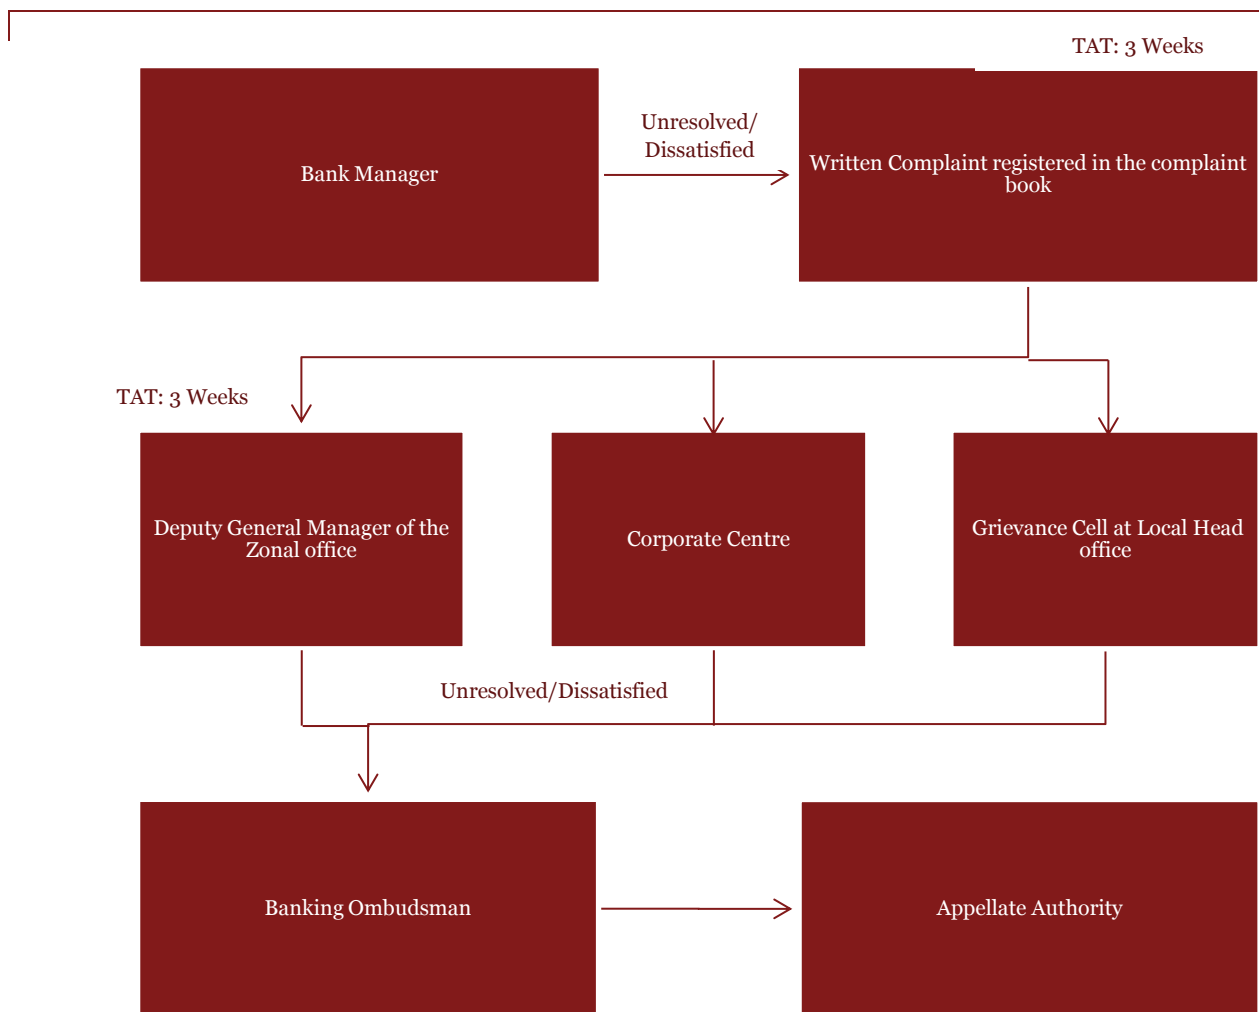 TAT: 3 Weeks
Bank Manager
Unresolved/
Dissatisfied
Written Complaint registered in the complaint
book
TAT: 3 Weeks
Deputy General Manager of the
Zonal office
Corporate Centre
Grievance Cell at Local Head
office
Unresolved/Dissatisfied
Banking Ombudsman
Appellate Authority